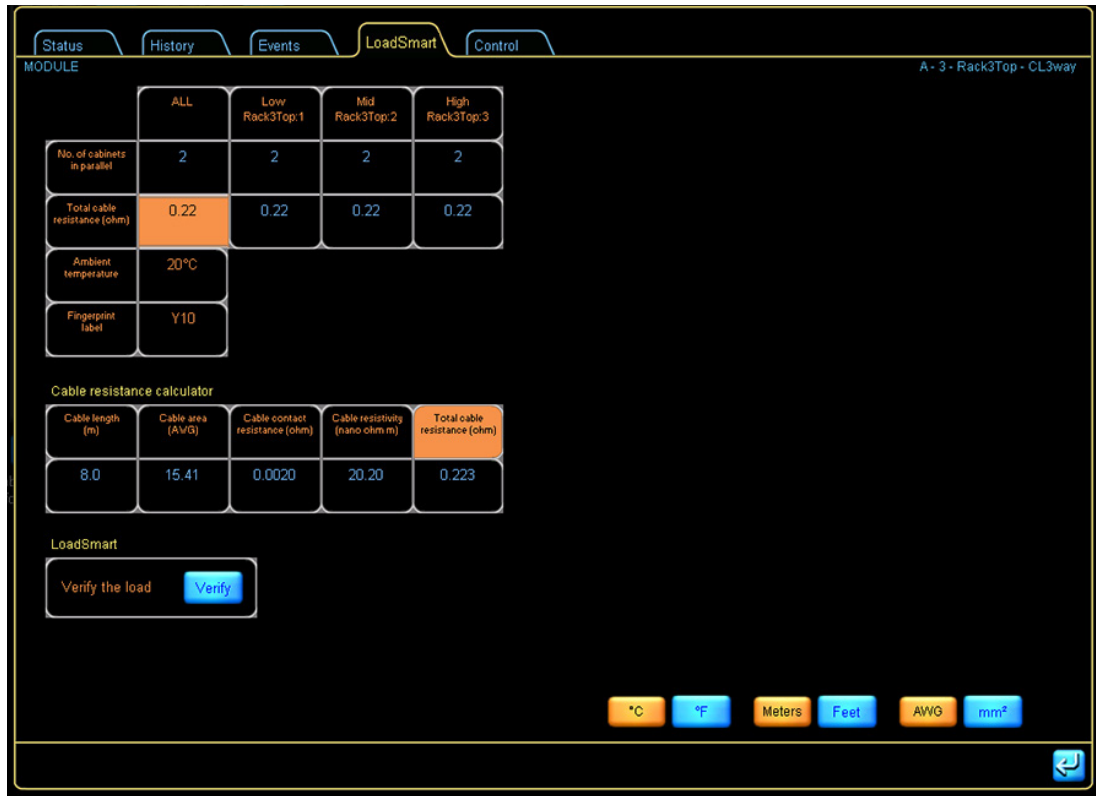 Status History Events LoadSmart Control
MODULE A - 3 - Rack3Top - CL3way
ALL Low Mid High
Rack3Top:1 Rack3Top:2 Rack3Top:3
No. of cabinets
in parallel
2 2 2 2
Total cable
resistance (ohm)
0.22 0.22 0.22 0.22
Ambient
temperature
20°C
Fingerprint
label
Y10
Cable resistance calculator
Cable length
(m)
Cable area
(AWG)
Cable contact
resistance (ohm)
Cable resistivity
(nano ohm m)
Total cable
resistance (ohm)
8.0 15.41 0.0020 20.20 0.223
LoadSmart
Verify the load Verify
°C °F Meters Feet AWG mm²